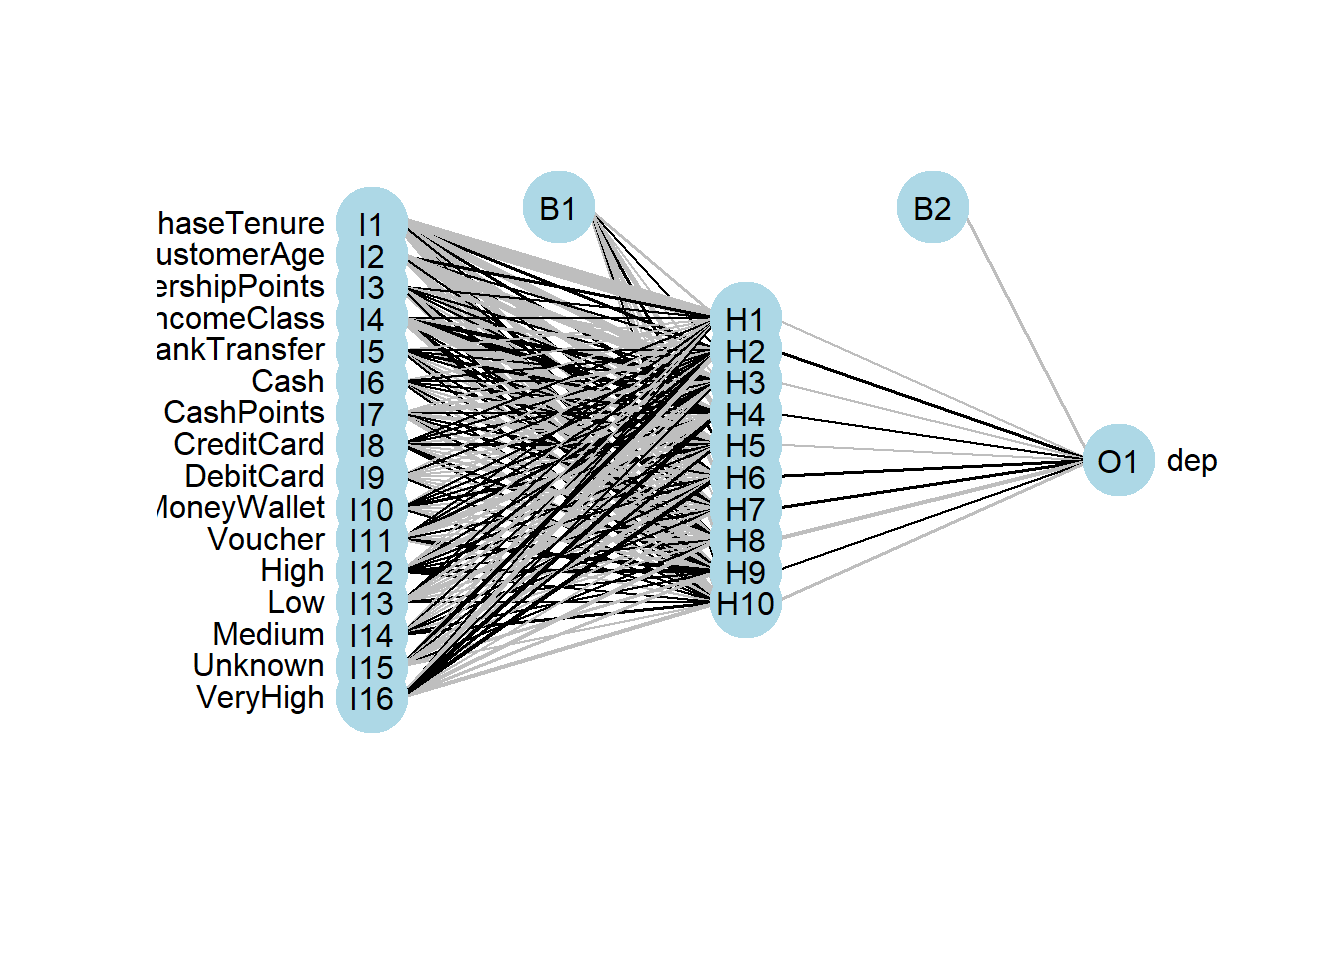 B1 B2
haseTenure I1
ustomerAge I2
ershipPoints I3
ncomeClass I4 H1
ankTransfer I5 H2
Cash I6 H3
CashPoints I7 H4
CreditCard I8 H5 O1 dep
DebitCard I9 H6
MoneyWallet I10 H7
Voucher I11 H8
High I12 H9
Low I13 H10
Medium I14
Unknown I15
VeryHigh I16